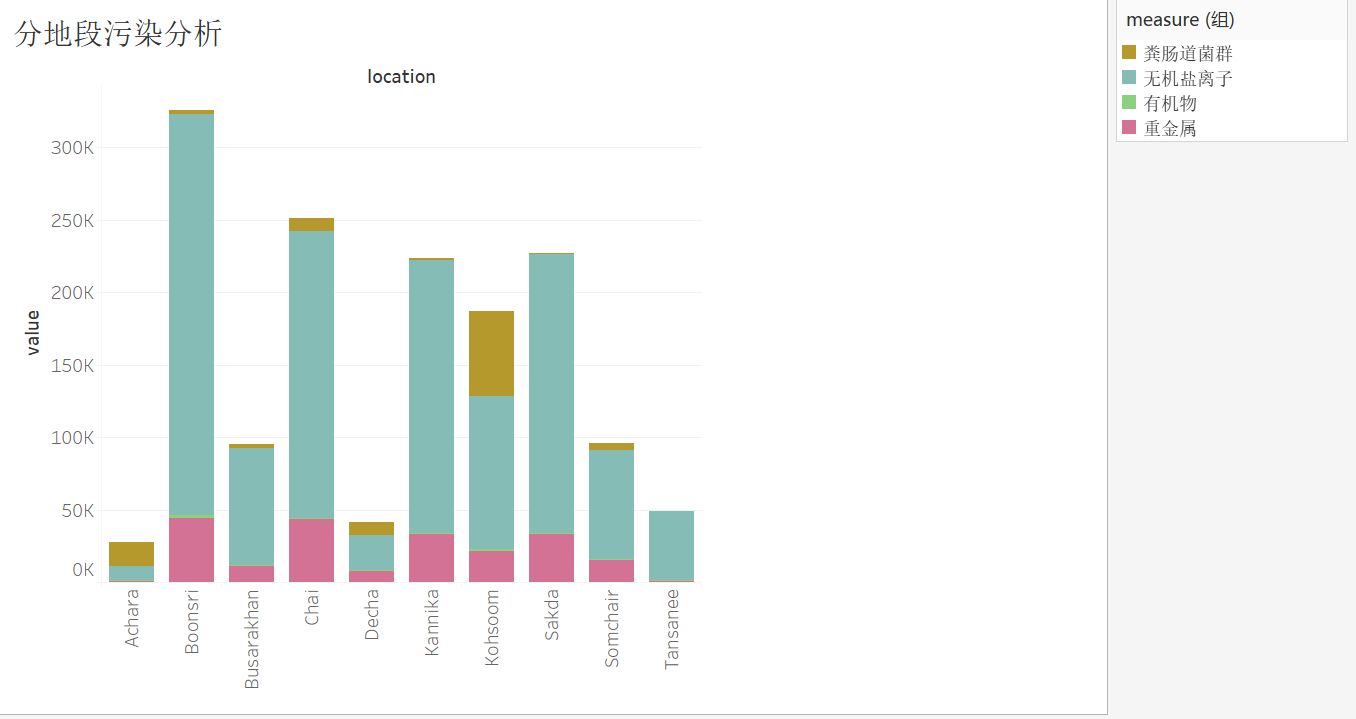 分地段污染分析
location
value
300K
250K
200K
150K
100K
50K
0K
Achara
Boonsri
Busarakhan
Chai
Decha
Kannika
Kohsoom
Sakda
Somchair
Tansanee
measure (组)
粪肠道菌群
无机盐离子
有机物
重金属